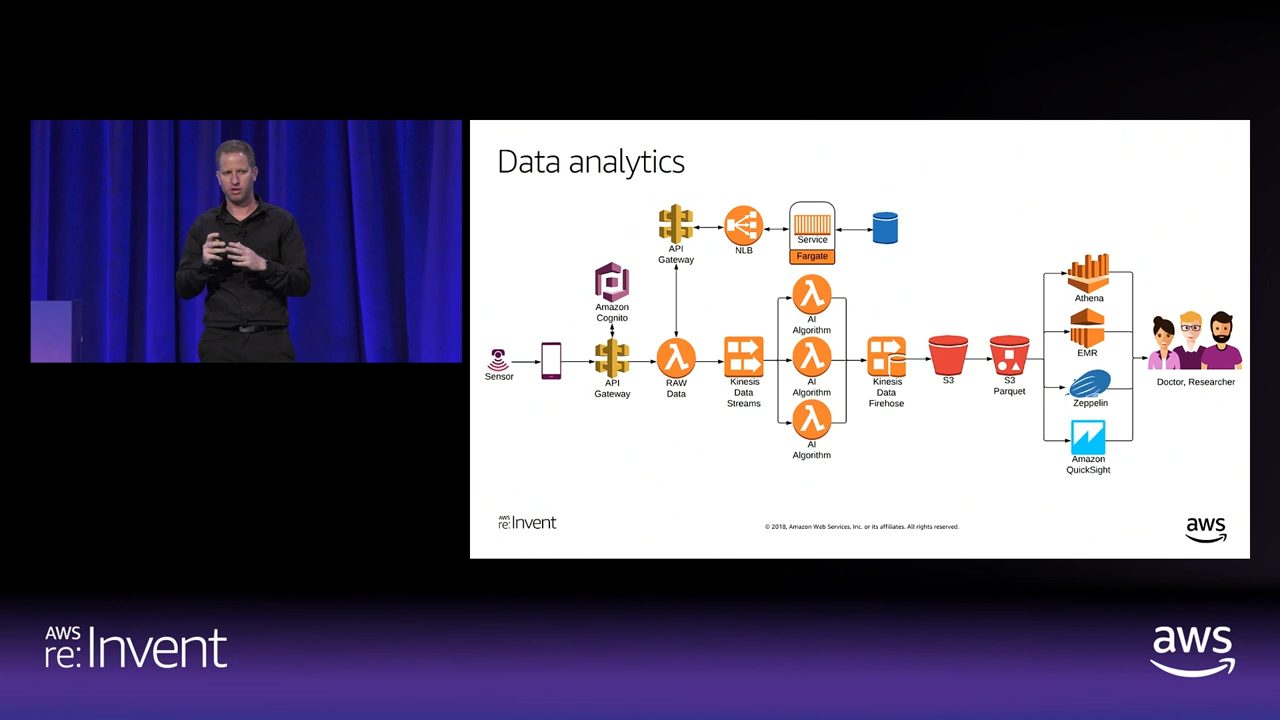 Data analytics
API
Gateway
NLB
Service
Fargate
Amazon
Cognito
Sensor
API
Gateway
RAW
Data
Kinesis
Data
Streams
AI
Algorithm
AI
Algorithm
AI
Algorithm
Kinesis
Data
Firehose
S3
S3
Parquet
Athena
EMR
Zeppelin
Amazon
QuickSight
Doctor, Researcher
AWS
re:Invent
© 2018, Amazon Web Services, Inc. or its affiliates. All rights reserved.
aws
AWS
re:Invent
aws